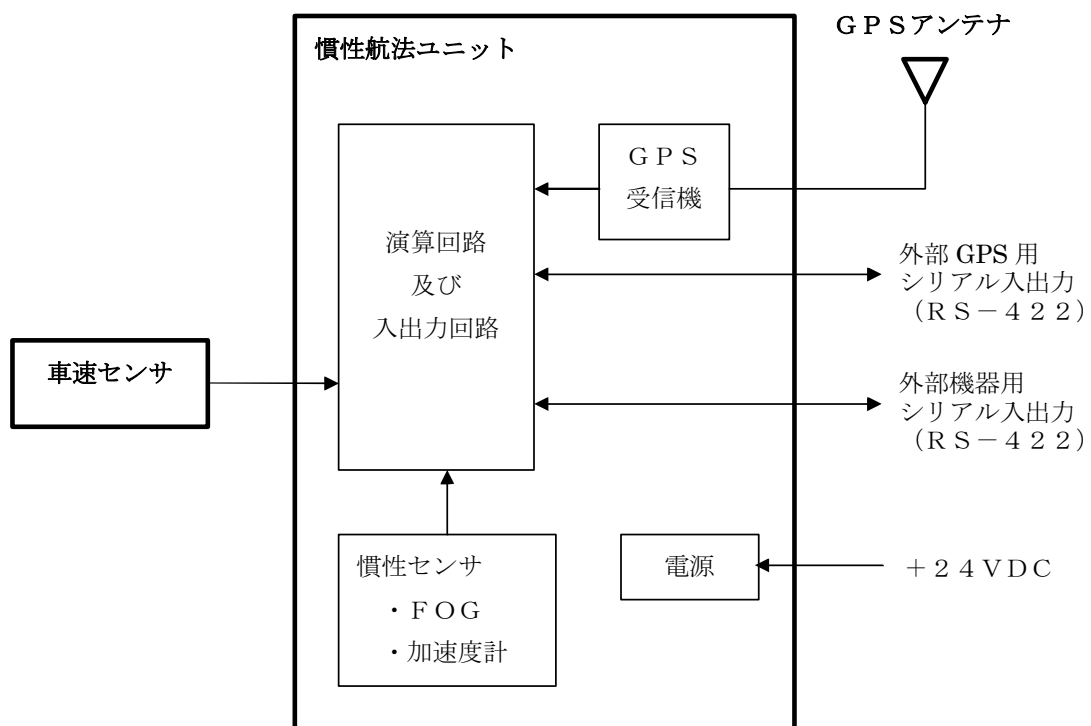 慣性航法ユニット
ＧＰＳアンテナ
ＧＰＳ
受信機
演算回路
及び
入出力回路
外部 GPS 用
シリアル入出力
（ＲＳ－４２２）
車速センサ
外部機器用
シリアル入出力
（ＲＳ－４２２）
慣性センサ
・ＦＯＧ
・加速度計
電源
＋２４ＶＤＣ